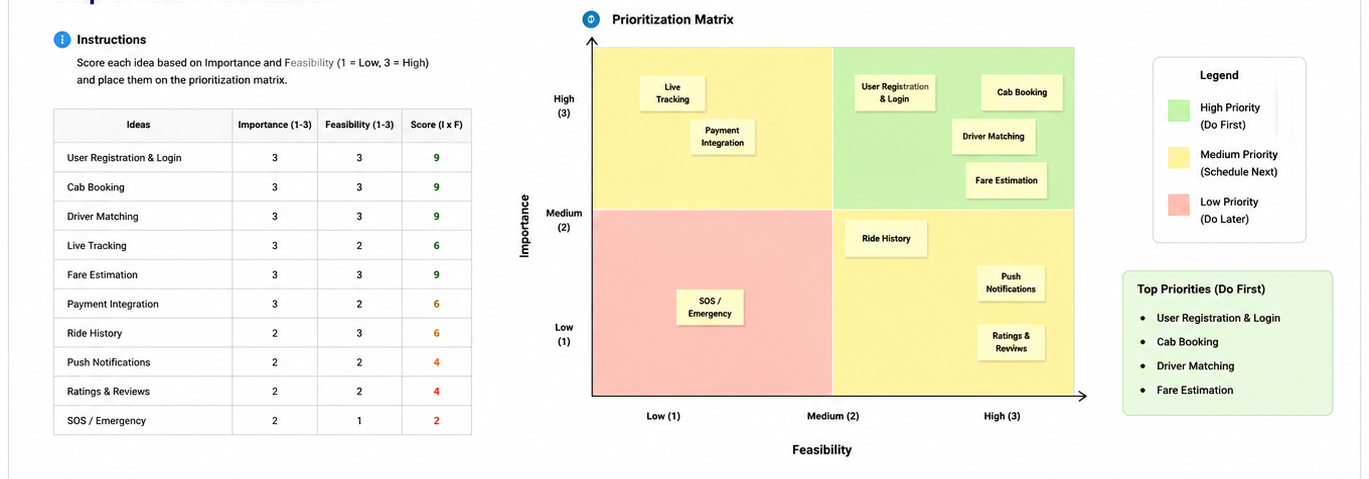 Instructions
Score each idea based on Importance and Feasibility (1 = Low, 3 = High)
and place them on the prioritization matrix.
Ideas Importance (1-3) Feasibility (1-3) Score (I x F)
User Registration & Login 3 3 9
Cab Booking 3 3 9
Driver Matching 3 3 9
Live Tracking 3 2 6
Fare Estimation 3 3 9
Payment Integration 3 2 6
Ride History 2 3 6
Push Notifications 2 2 4
Ratings & Reviews 2 2 4
SOS / Emergency 2 1 2
Prioritization Matrix
Importance
High
(3)
Medium
(2)
Low
(1)
Live
Tracking
Payment
Integration
User Registration
& Login
Cab Booking
Driver Matching
Fare Estimation
SOS /
Emergency
Ride History
Push
Notifications
Ratings &
Low (1) Medium (2) High (3)
Feasibility
Legend
High Priority
(Do First)
Medium Priority
(Schedule Next)
Low Priority
(Do Later)
Top Priorities (Do First)
• User Registration & Login
• Cab Booking
• Driver Matching
• Fare Estimation